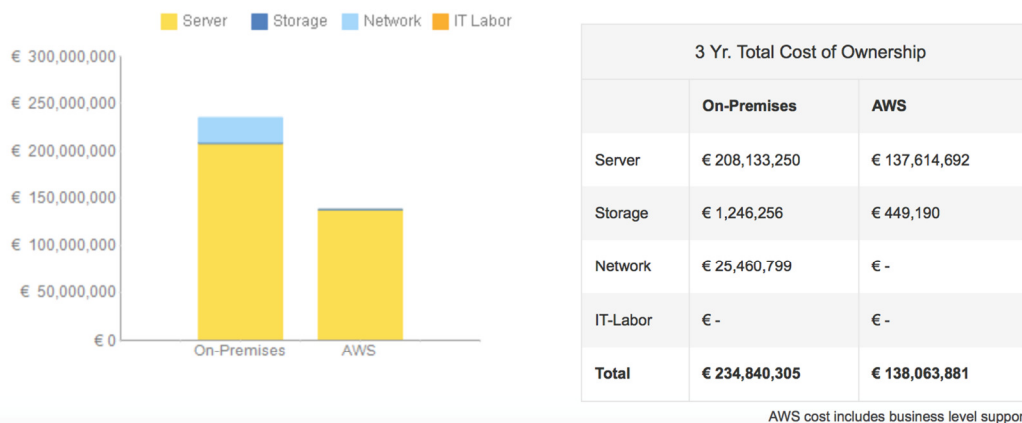 Server Storage Network IT Labor
€ 300,000,000
€ 250,000,000
€ 200,000,000
€ 150,000,000
€ 100,000,000
€ 50,000,000
€ 0
On-Premises AWS
3 Yr. Total Cost of Ownership
On-Premises AWS
Server € 208,133,250 € 137,614,692
Storage € 1,246,256 € 449,190
Network € 25,460,799 € -
IT-Labor € - € -
Total € 234,840,305 € 138,063,881
AWS cost includes business level suppor